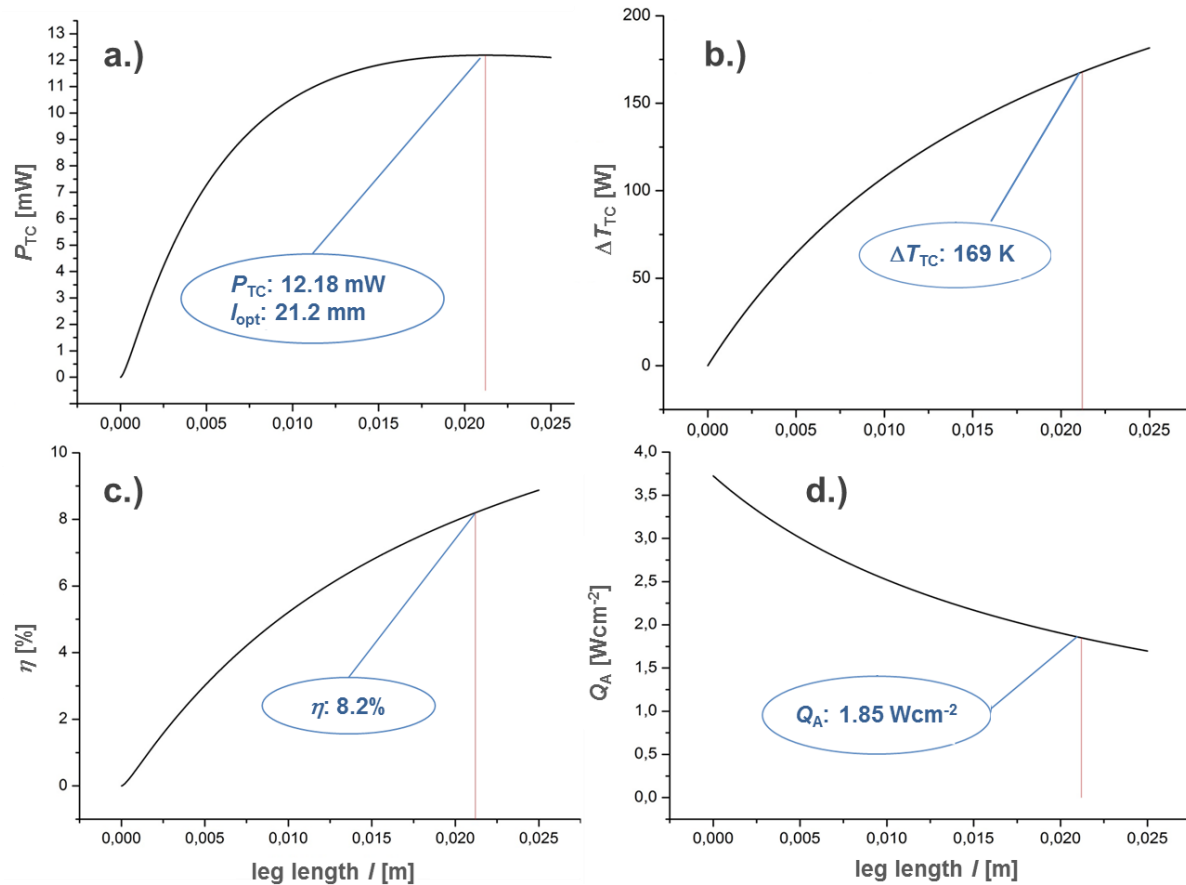 a.)
P_TC [mW]
13
12
11
10
9
8
7
6
5
4
3
2
1
0
P_TC: 12.18 mW
l_opt: 21.2 mm
0,000 0,005 0,010 0,015 0,020 0,025
b.)
ΔT_TC [W]
200
150
100
50
0
ΔT_TC: 169 K
0,000 0,005 0,010 0,015 0,020 0,025
c.)
η [%]
10
8
6
4
2
0
η: 8.2%
0,000 0,005 0,010 0,015 0,020 0,025
leg length l [m]
d.)
Q_A [Wcm⁻²]
4,0
3,5
3,0
2,5
2,0
1,5
1,0
0,5
0,0
Q_A: 1.85 Wcm⁻²
0,000 0,005 0,010 0,015 0,020 0,025
leg length l [m]